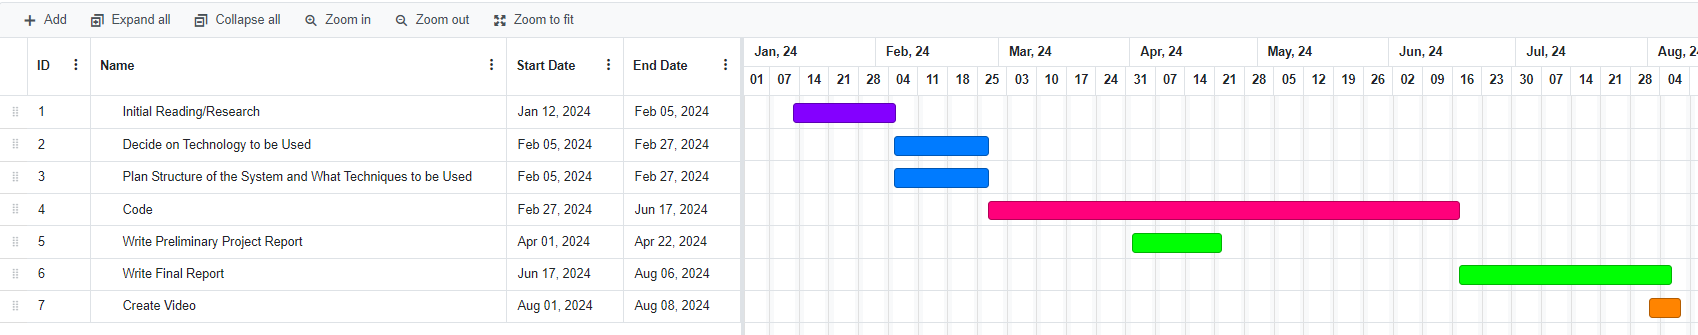 Add Expand all Collapse all Zoom in Zoom out Zoom to fit
Jan, 24 Feb, 24 Mar, 24 Apr, 24 May, 24 Jun, 24 Jul, 24 Aug, 24
ID Name Start Date End Date
01 07 14 21 28 04 11 18 25 03 10 17 24 31 07 14 21 28 05 12 19 26 02 09 16 23 30 07 14 21 28 04
1 Initial Reading/Research Jan 12, 2024 Feb 05, 2024
2 Decide on Technology to be Used Feb 05, 2024 Feb 27, 2024
3 Plan Structure of the System and What Techniques to be Used Feb 05, 2024 Feb 27, 2024
4 Code Feb 27, 2024 Jun 17, 2024
5 Write Preliminary Project Report Apr 01, 2024 Apr 22, 2024
6 Write Final Report Jun 17, 2024 Aug 06, 2024
7 Create Video Aug 01, 2024 Aug 08, 2024